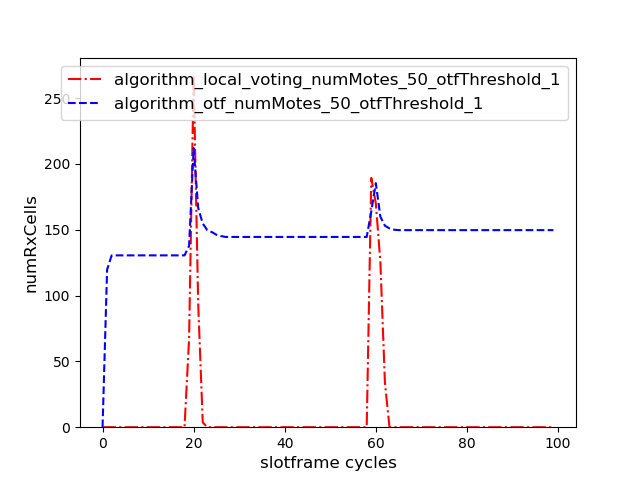 algorithm_local_voting_numMotes_50_otfThreshold_1
algorithm_otf_numMotes_50_otfThreshold_1
250
200
150
100
50
0
numRxCells
0 20 40 60 80 100
slotframe cycles